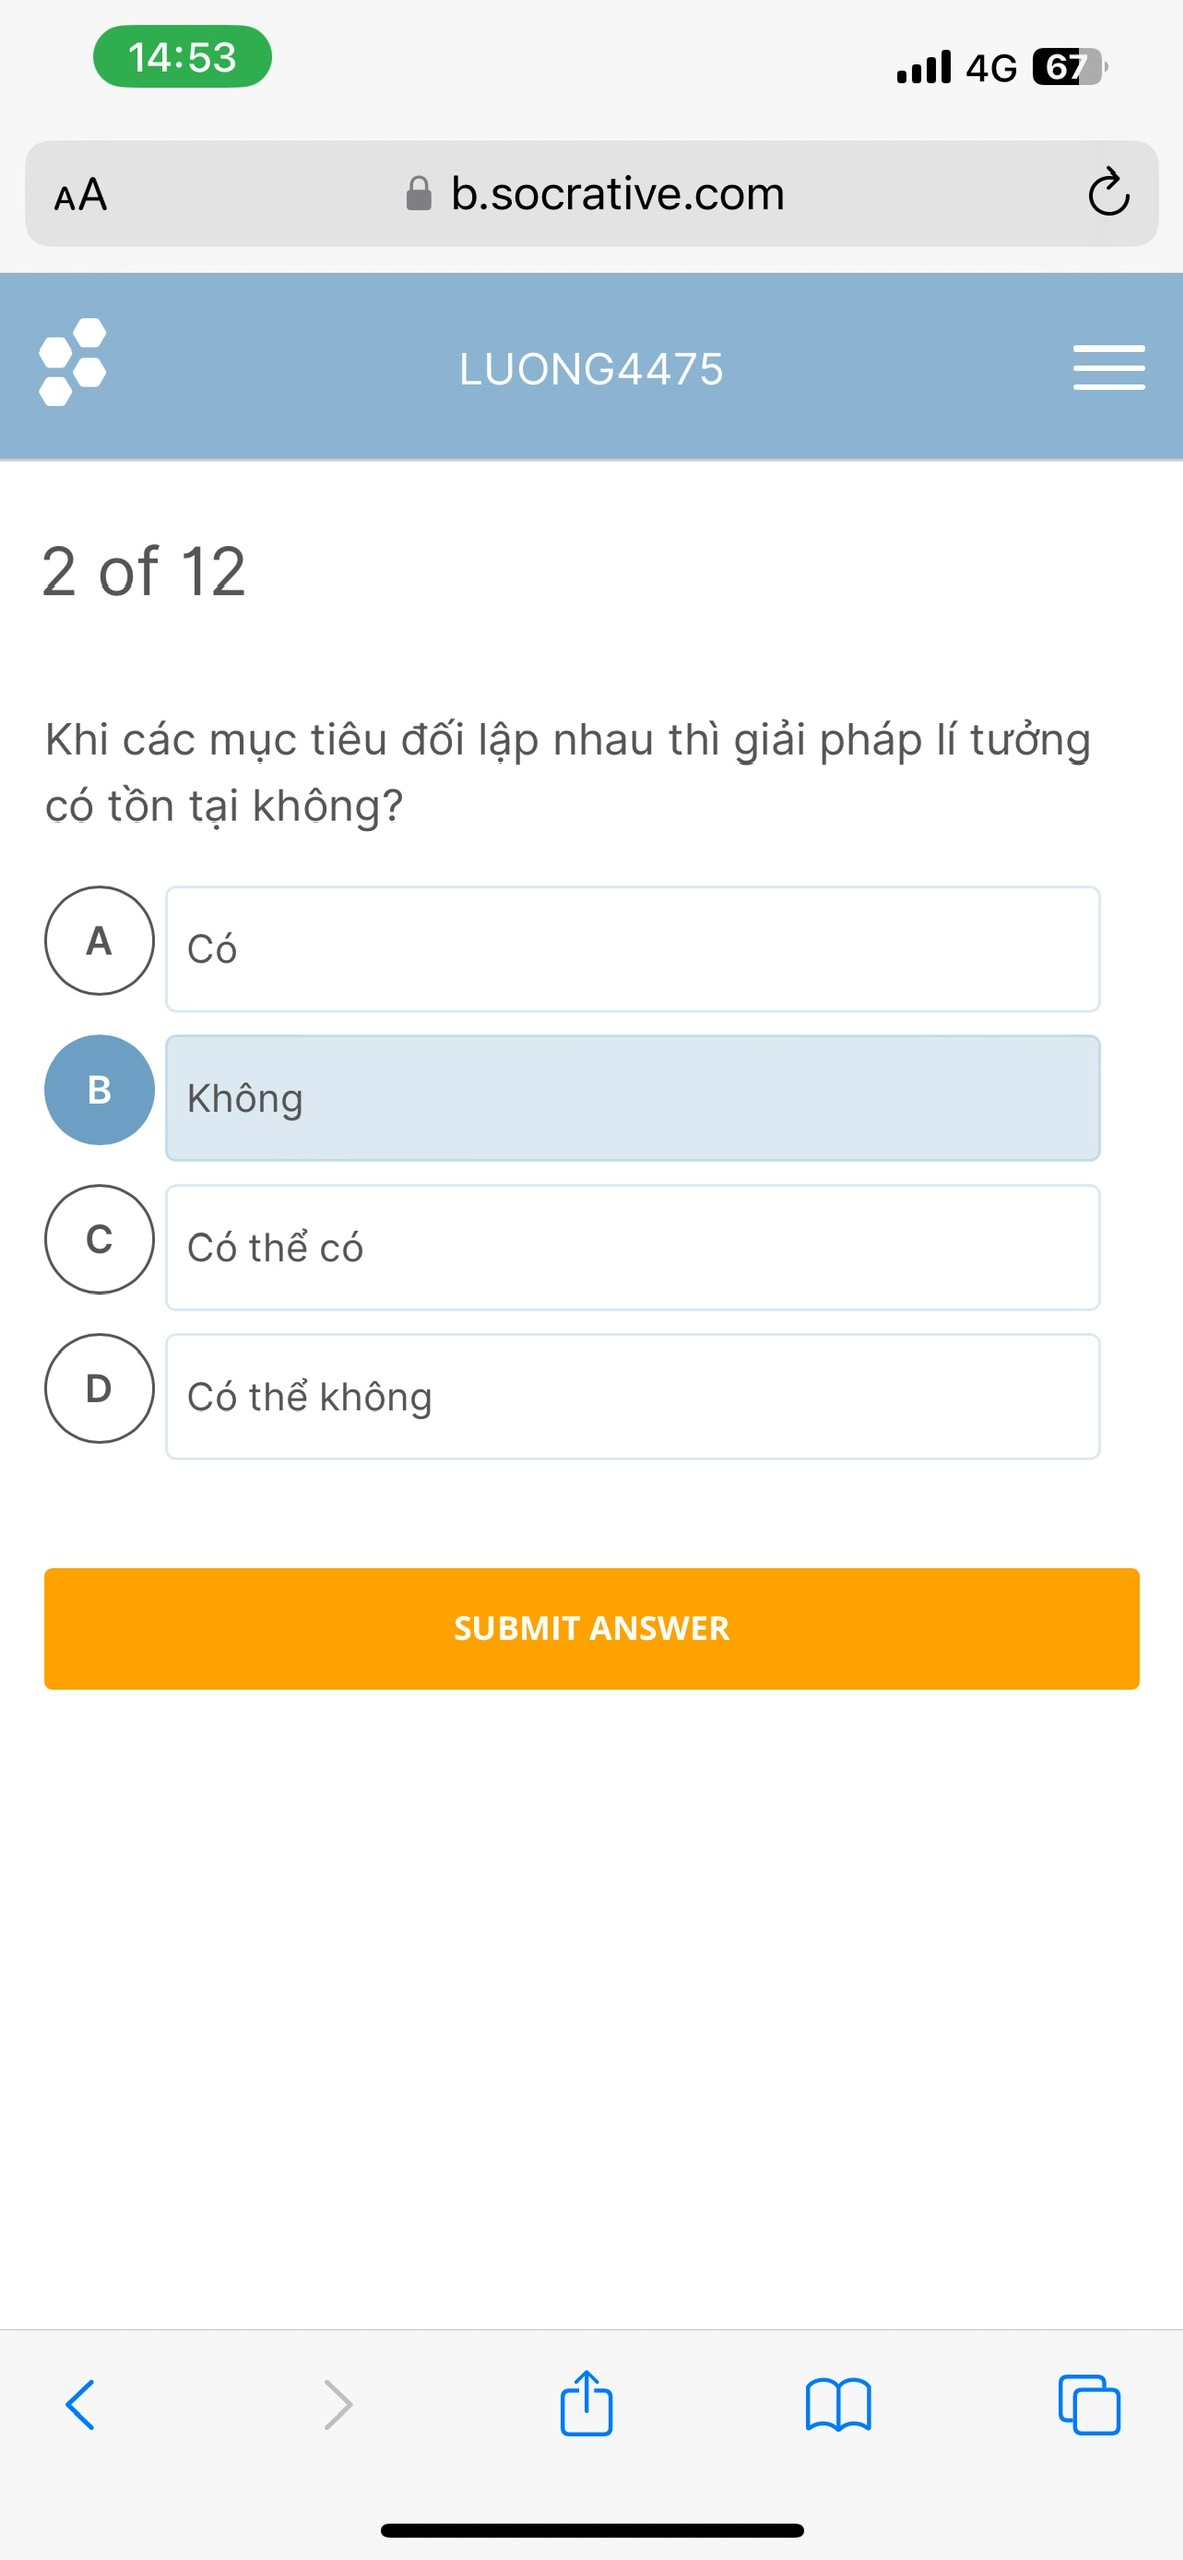 14:53
4G 67
AA b.socrative.com
LUONG4475
2 of 12
Khi các mục tiêu đối lập nhau thì giải pháp lí tưởng
có tồn tại không?
A Có
B Không
C Có thể có
D Có thể không
SUBMIT ANSWER